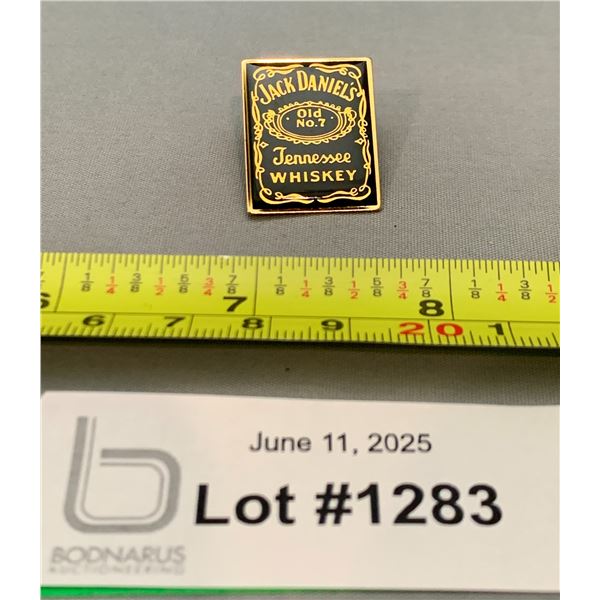 JACK DANIEL'S
Old
No.7
Tennessee
WHISKEY
1/8 1/4 3/8 1/2 5/8 3/4 7/8 7 1/8 1/4 3/8 1/2 5/8 3/4 7/8 8 1/8 1/4 3/8 1/2
6 7 8 9 20 1
June 11, 2025
Lot #1283
b
BODNARUS
AUCTIONEERING